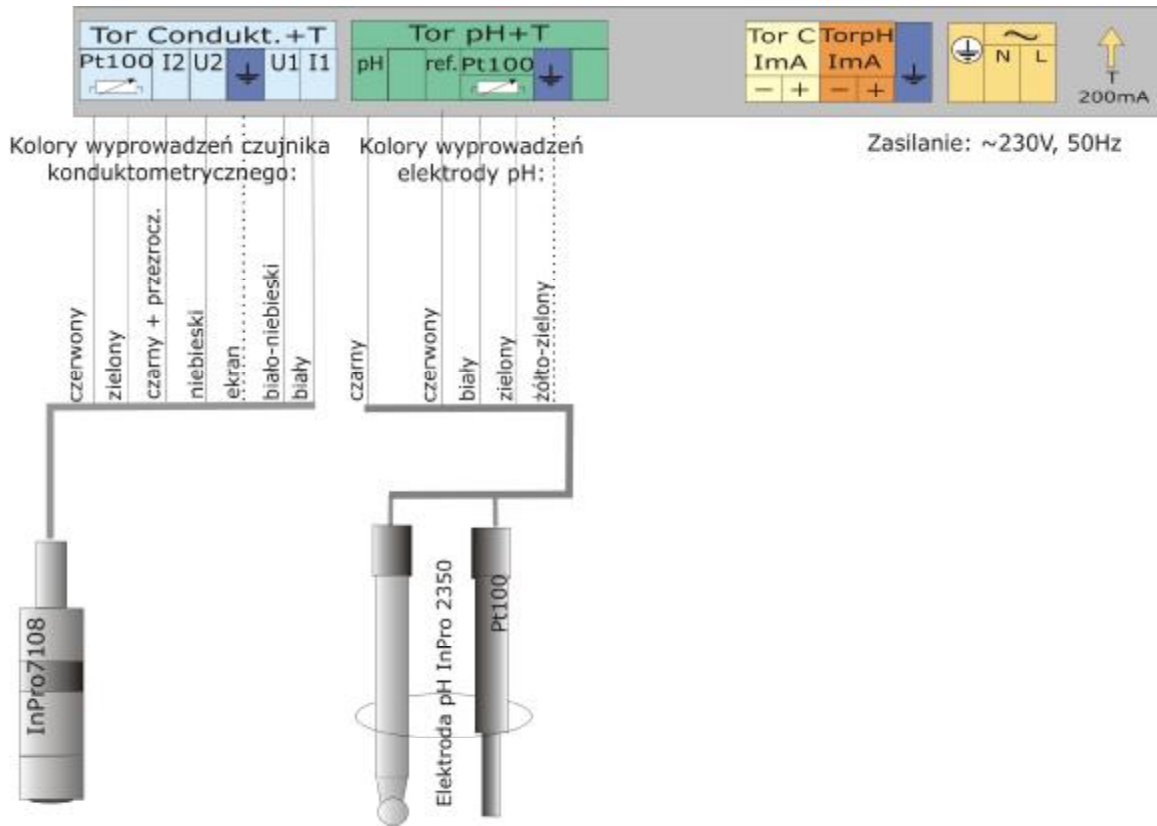 Tor Condukt.+T
Pt100 I2 U2 U1 I1
Tor pH+T
pH ref. Pt100
Tor C TorpH
ImA ImA
− + − +
N L
T
200mA
Kolory wyprowadzeń czujnika
konduktometrycznego:
Kolory wyprowadzeń
elektrody pH:
Zasilanie: ~230V, 50Hz
czerwony
zielony
czarny + przezrocz.
niebieski
ekran
biało-niebieski
biały
czarny
czerwony
biały
zielony
żółto-zielony
InPro7108
Elektroda pH InPro 2350
Pt100